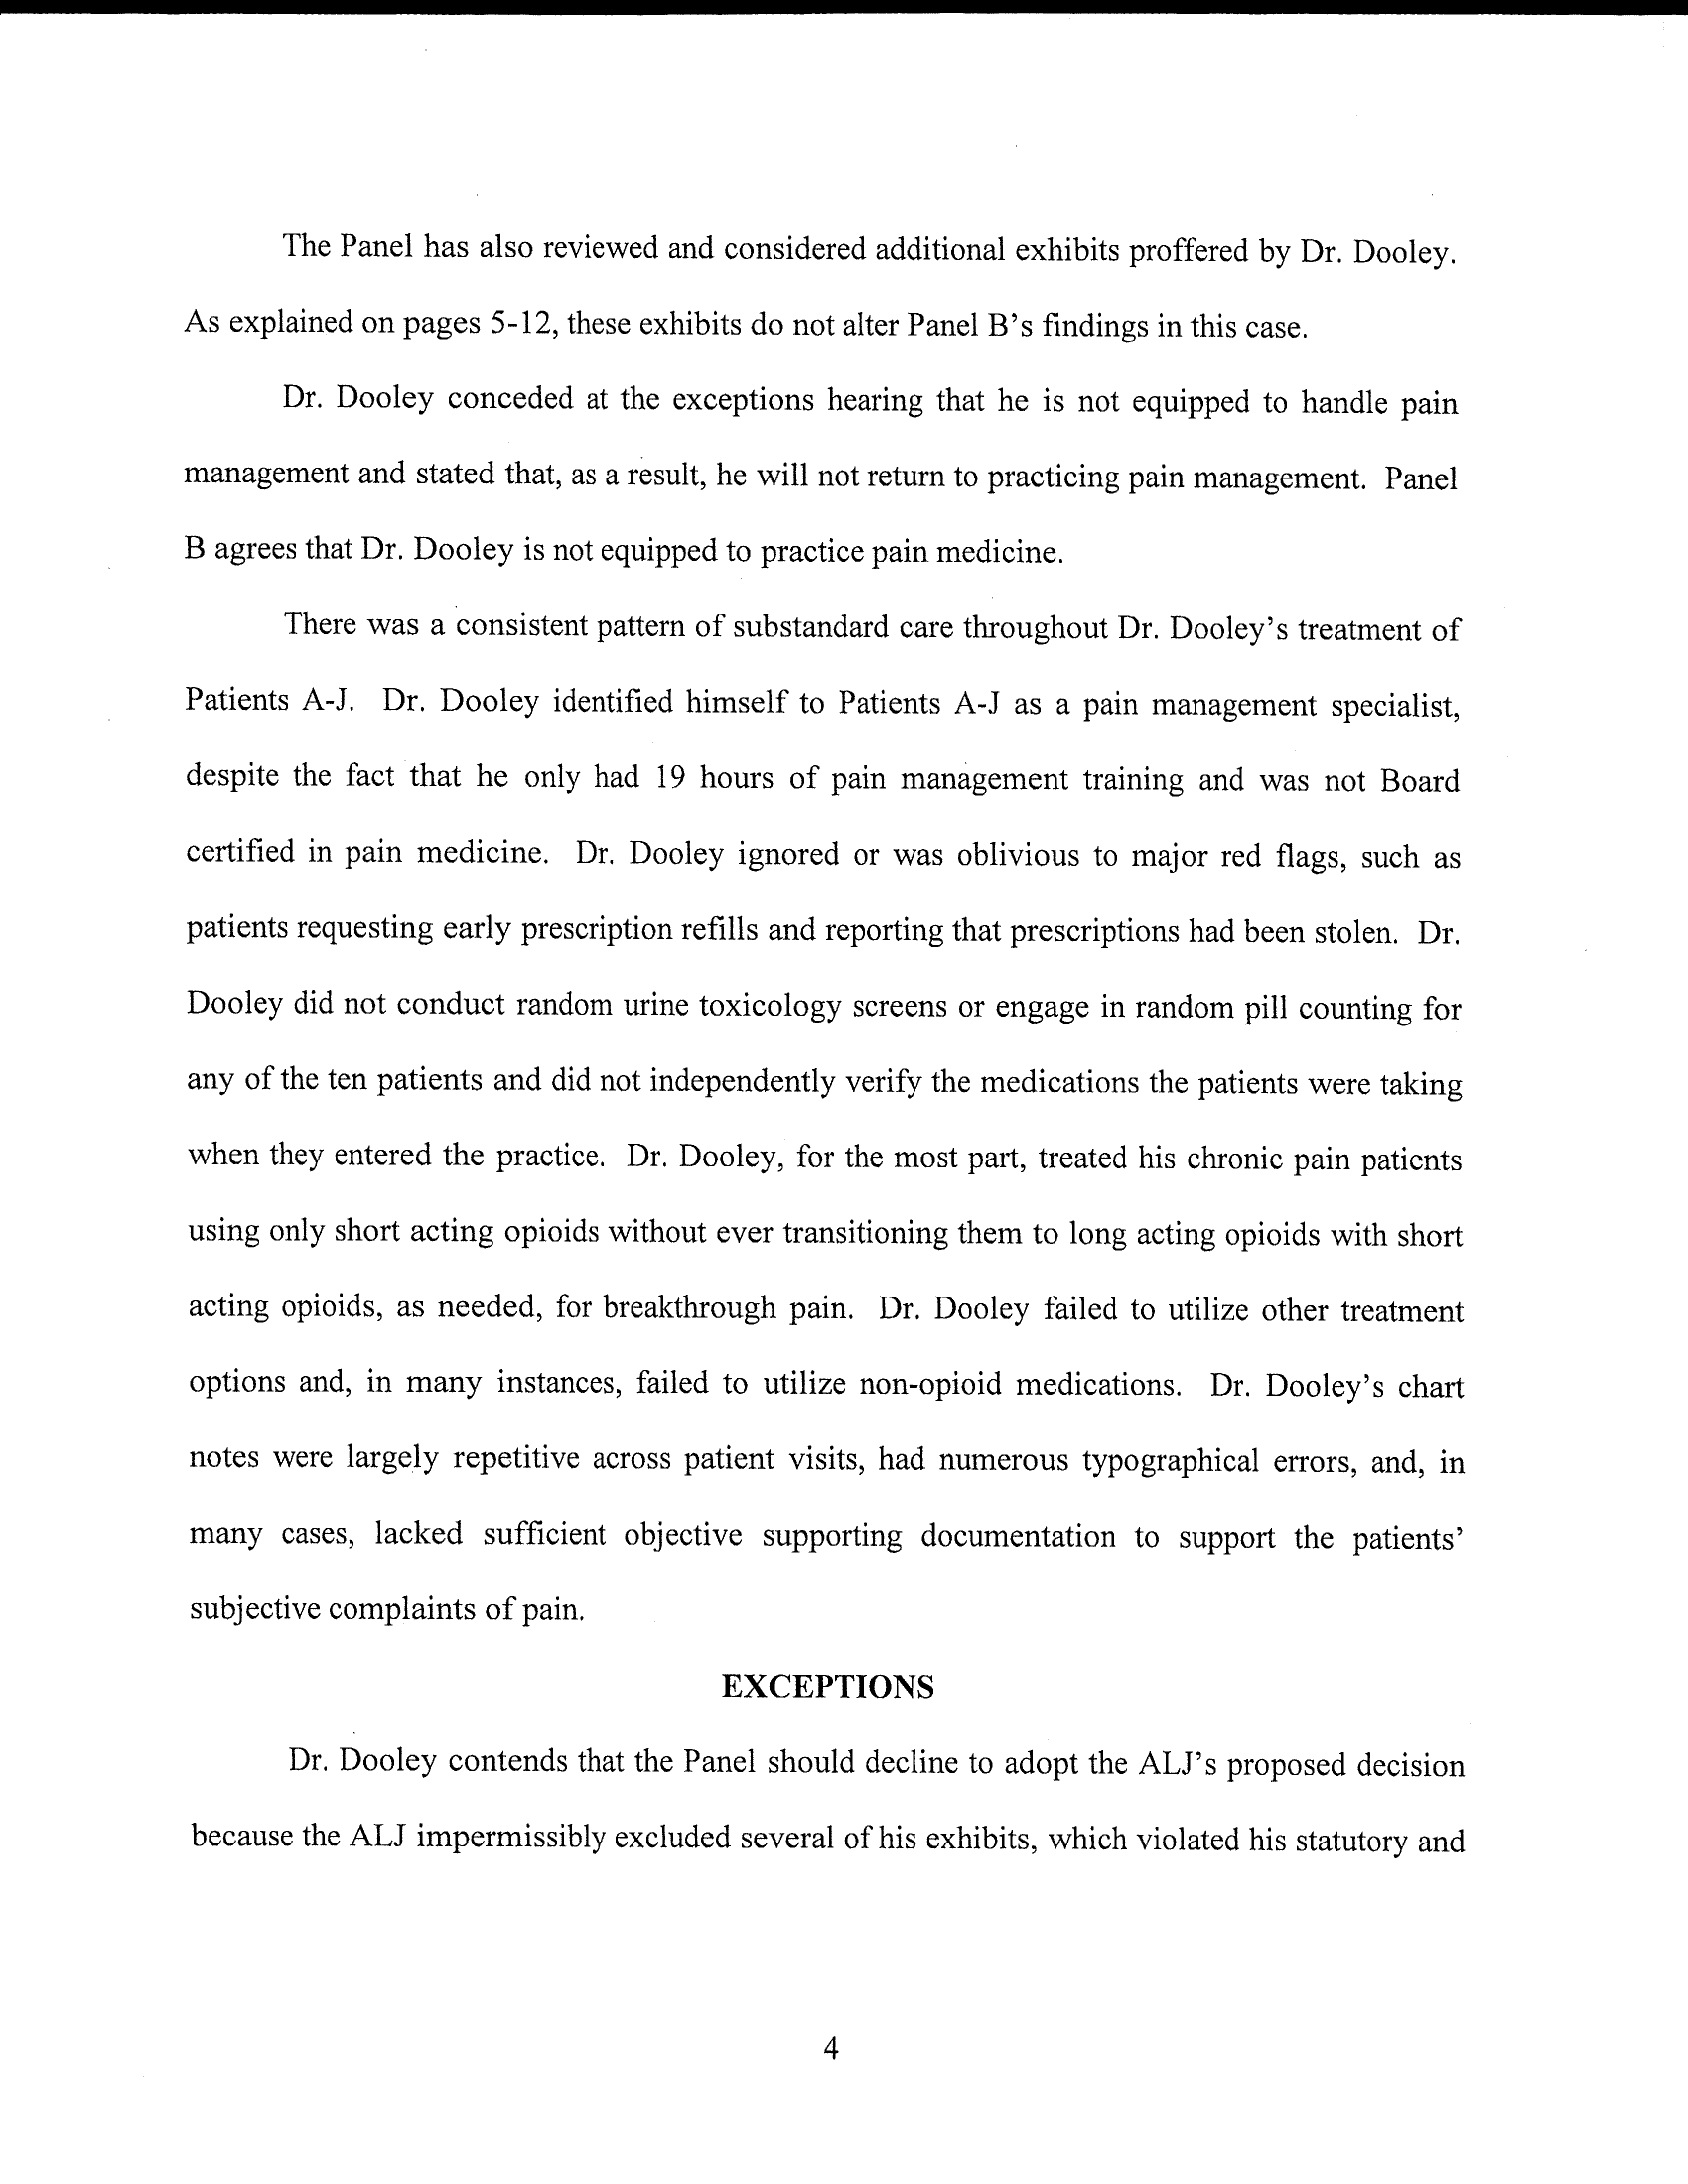 The Panel has also reviewed and considered additional exhibits proffered by Dr. Dooley.
As explained on pages 5-12, these exhibits do not alter Panel B's findings in this case.
Dr. Dooley conceded at the exceptions hearing that he is not equipped to handle pain
management and stated that, as a result, he will not return to practicing pain management. Panel
B agrees that Dr. Dooley is not equipped to practice pain medicine.
There was a consistent pattern of substandard care throughout Dr. Dooley's treatment of
Patients A-J. Dr. Dooley identified himself to Patients A-J as a pain management specialist,
despite the fact that he only had 19 hours of pain management training and was not Board
certified in pain medicine. Dr. Dooley ignored or was oblivious to major red flags, such as
patients requesting early prescription refills and reporting that prescriptions had been stolen. Dr.
Dooley did not conduct random urine toxicology screens or engage in random pill counting for
any of the ten patients and did not independently verify the medications the patients were taking
when they entered the practice. Dr. Dooley, for the most part, treated his chronic pain patients
using only short acting opioids without ever transitioning them to long acting opioids with short
acting opioids, as needed, for breakthrough pain. Dr. Dooley failed to utilize other treatment
options and, in many instances, failed to utilize non-opioid medications. Dr. Dooley's chart
notes were largely repetitive across patient visits, had numerous typographical errors, and, in
many cases, lacked sufficient objective supporting documentation to support the patients'
subjective complaints of pain.
EXCEPTIONS
Dr. Dooley contends that the Panel should decline to adopt the ALJ's proposed decision
because the ALJ impermissibly excluded several of his exhibits, which violated his statutory and
4